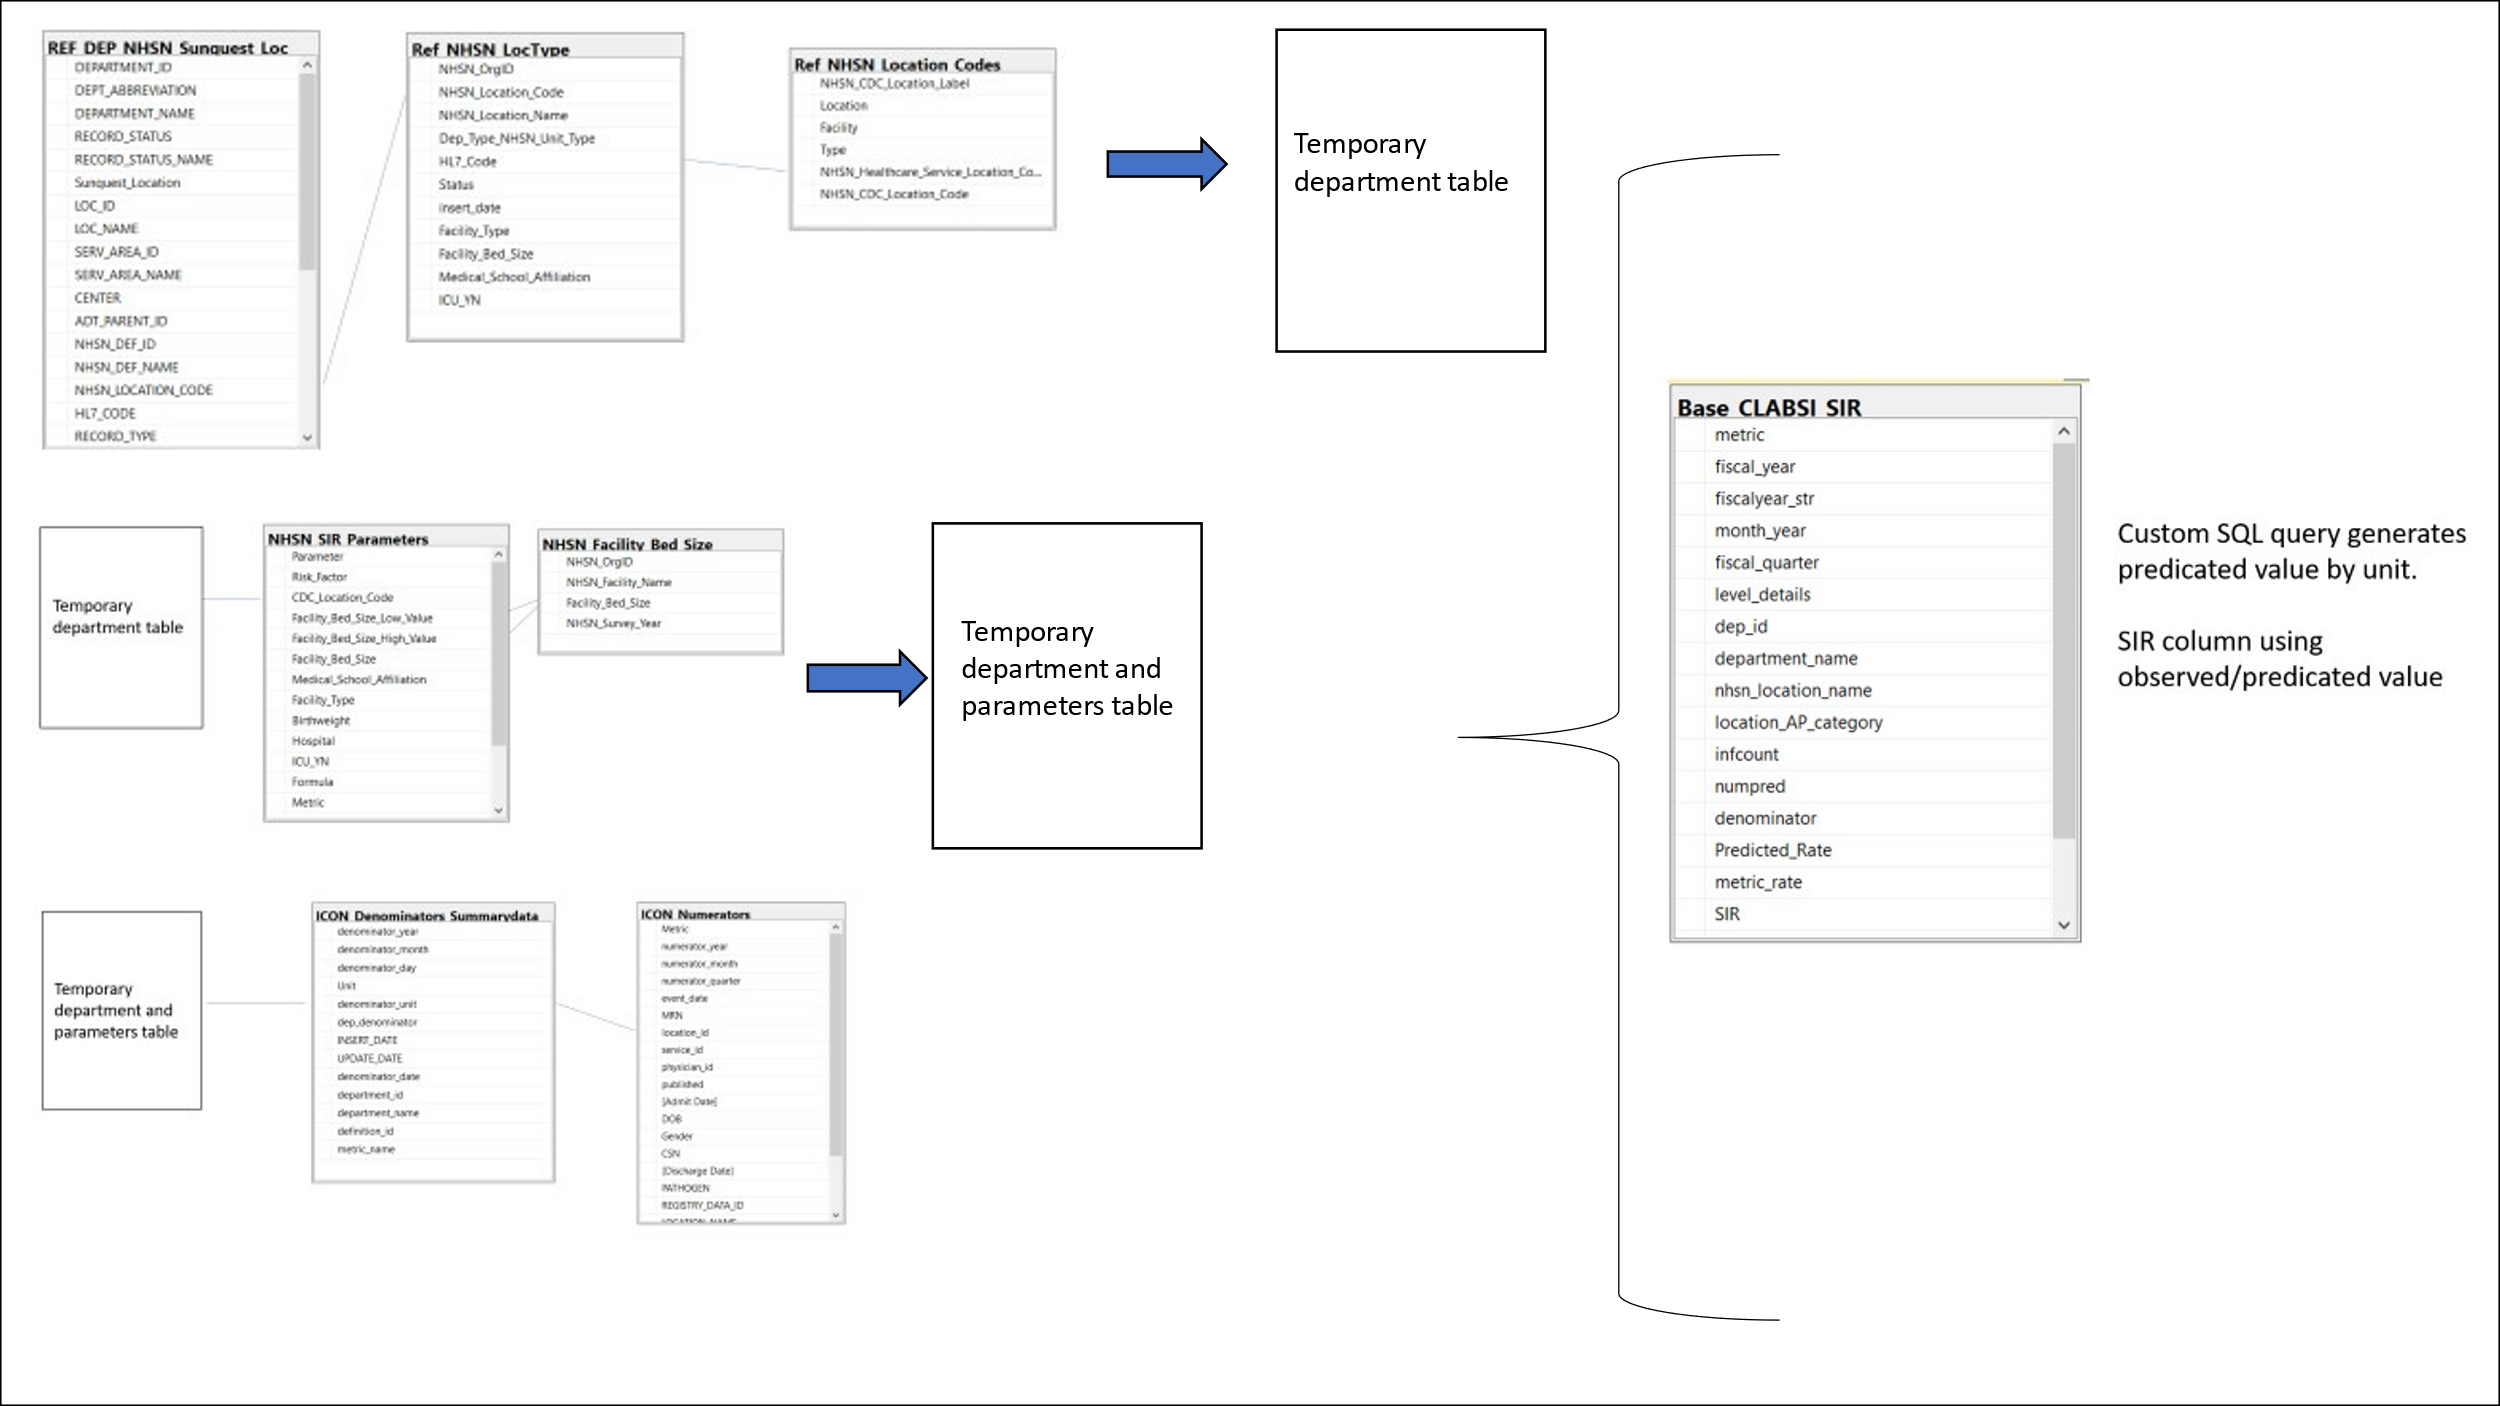 REF_DEP_NHSN_Sunquest_Loc
DEPARTMENT_ID
DEPT_ABBREVIATION
DEPARTMENT_NAME
RECORD_STATUS
RECORD_STATUS_NAME
Sunquest_Location
LOC_ID
LOC_NAME
SERV_AREA_ID
SERV_AREA_NAME
CENTER
ADT_PARENT_ID
NHSN_DEF_ID
NHSN_DEF_NAME
NHSN_LOCATION_CODE
HL7_CODE
RECORD_TYPE
Ref_NHSN_LocType
NHSN_OrgID
NHSN_Location_Code
NHSN_Location_Name
Dep_Type_NHSN_Unit_Type
HL7_Code
Status
insert_date
Facility_Type
Facility_Bed_Size
Medical_School_Affiliation
ICU_YN
Ref_NHSN_Location_Codes
NHSN_CDC_Location_Label
Location
Facility
Type
NHSN_Healthcare_Service_Location_Co...
NHSN_CDC_Location_Code
Temporary
department table
Temporary
department table
NHSN_SIR_Parameters
Parameter
Risk_Factor
CDC_Location_Code
Facility_Bed_Size_Low_Value
Facility_Bed_Size_High_Value
Facility_Bed_Size
Medical_School_Affiliation
Facility_Type
Birthweight
Hospital
ICU_YN
Formula
Metric
NHSN_Facility_Bed_Size
NHSN_OrgID
NHSN_Facility_Name
Facility_Bed_Size
NHSN_Survey_Year
Temporary
department and
parameters table
Temporary
department and
parameters table
ICON_Denominators_Summarydata
denominator_year
denominator_month
denominator_day
Unit
denominator_unit
dep_denominator
INSERT_DATE
UPDATE_DATE
denominator_date
department_id
department_name
definition_id
metric_name
ICON_Numerators
Metric
numerator_year
numerator_month
numerator_quarter
event_date
MRN
location_id
service_id
physician_id
published
[Admit Date]
DOB
Gender
CSN
[Discharge Date]
PATHOGEN
REGISTRY_DATA_ID
LOCATION_NAME
Base_CLABSI_SIR
metric
fiscal_year
fiscalyear_str
month_year
fiscal_quarter
level_details
dep_id
department_name
nhsn_location_name
location_AP_category
infcount
numpred
denominator
Predicted_Rate
metric_rate
SIR
Custom SQL query generates
predicated value by unit.
SIR column using
observed/predicated value